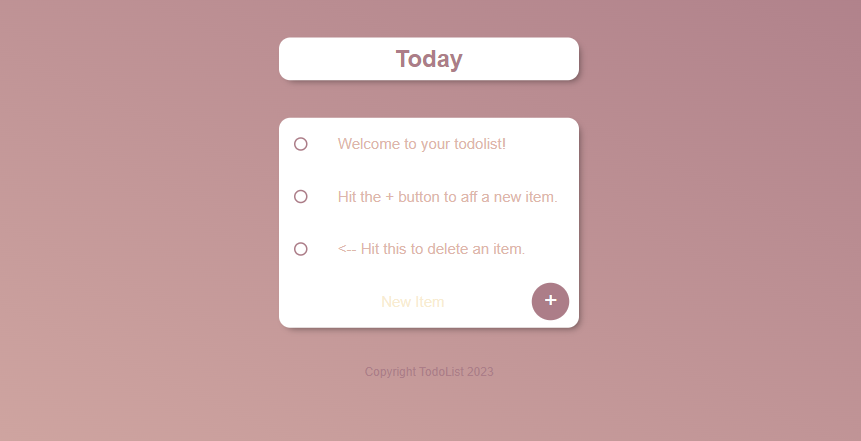 Today
Welcome to your todolist!
Hit the + button to aff a new item.
<-- Hit this to delete an item.
New Item +
Copyright TodoList 2023